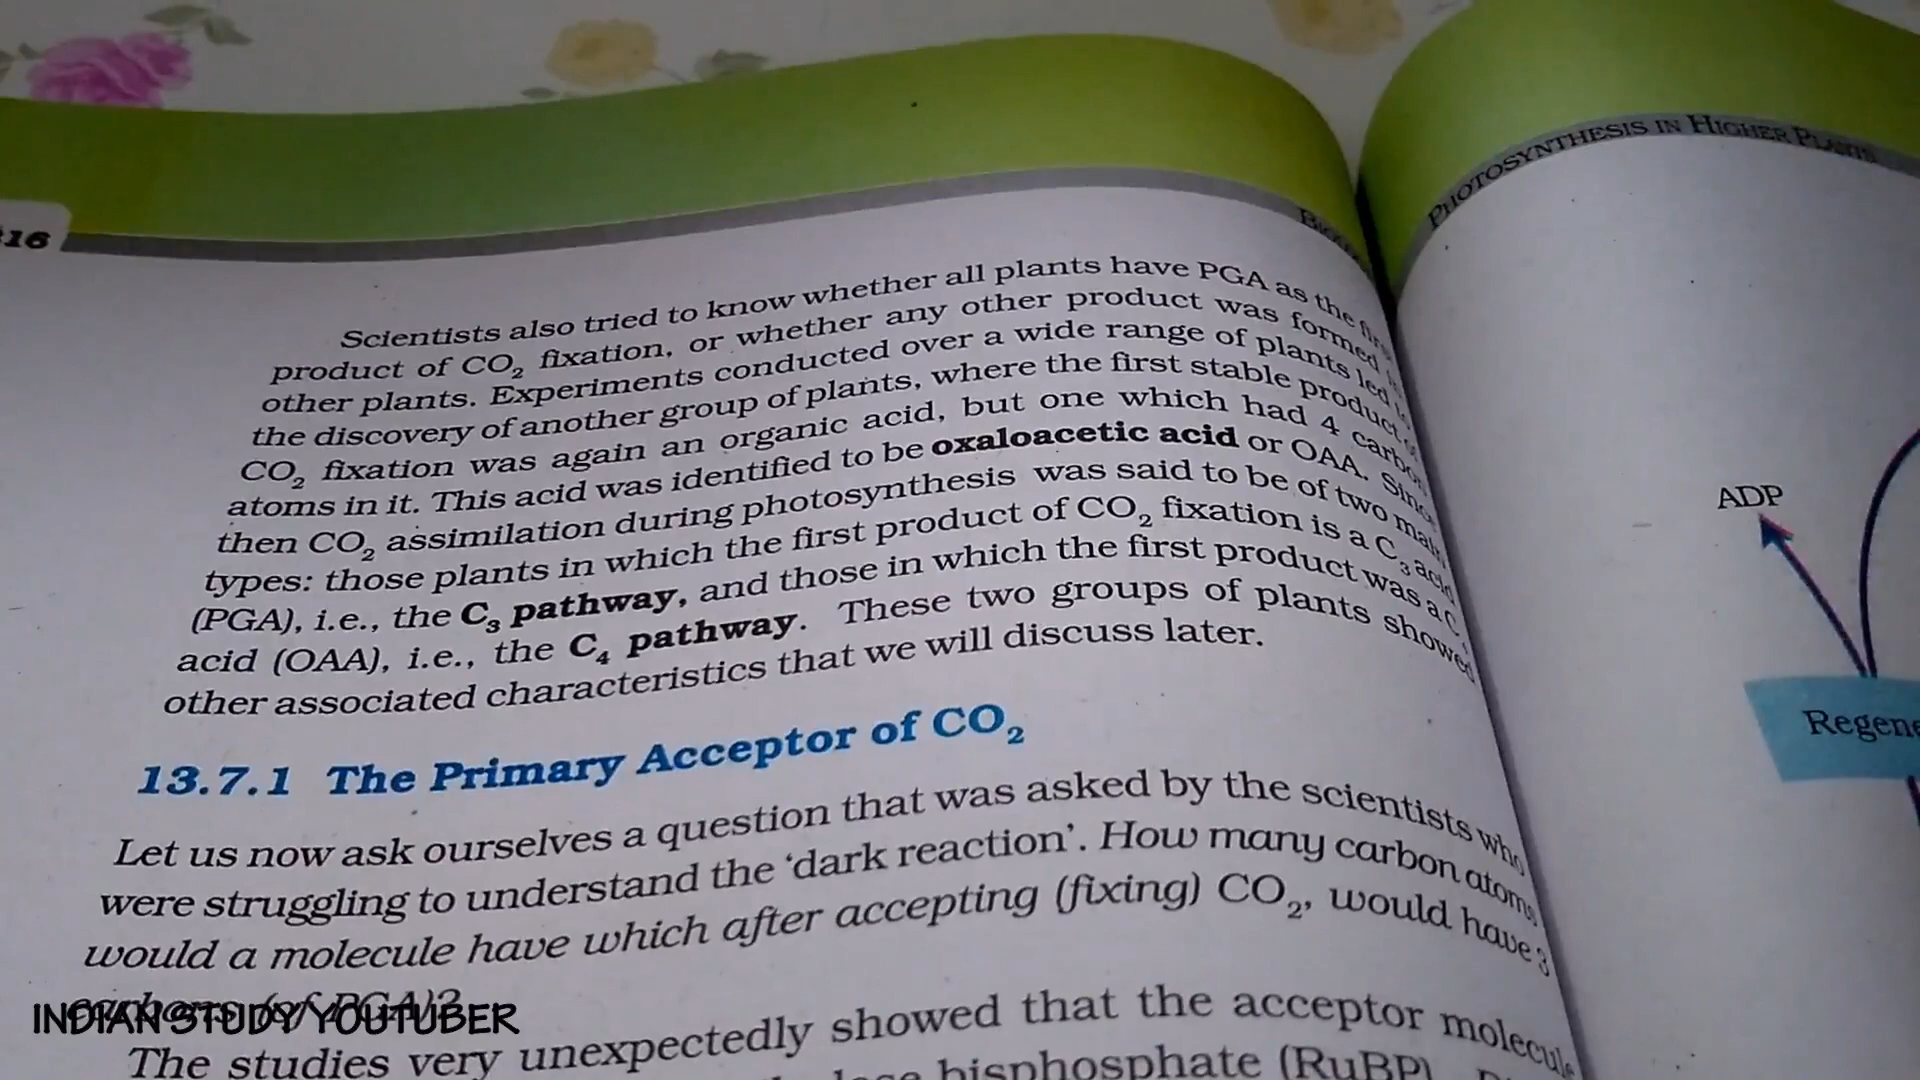 16
Scientists also tried to know whether all plants have PGA as the
product of CO₂ fixation, or whether any other product was formed
other plants. Experiments conducted over a wide range of plants led
the discovery of another group of plants, where the first stable product
CO₂ fixation was again an organic acid, but one which had 4 carbon
atoms in it. This acid was identified to be oxaloacetic acid or OAA. Since
then CO₂ assimilation during photosynthesis was said to be of two main
types: those plants in which the first product of CO₂ fixation is a C₃ acid
(PGA), i.e., the C₃ pathway, and those in which the first product was a C
acid (OAA), i.e., the C₄ pathway. These two groups of plants showed
other associated characteristics that we will discuss later.
13.7.1 The Primary Acceptor of CO₂
Let us now ask ourselves a question that was asked by the scientists who
were struggling to understand the ‘dark reaction’. How many carbon atoms
would a molecule have which after accepting (fixing) CO₂, would have 3
carbons (of PGA)?
The studies very unexpectedly showed that the acceptor molecule
bisphosphate (RuBP)
PHOTOSYNTHESIS IN HIGHER PLANTS
ADP
Regene
INDIAN STUDY YOUTUBER